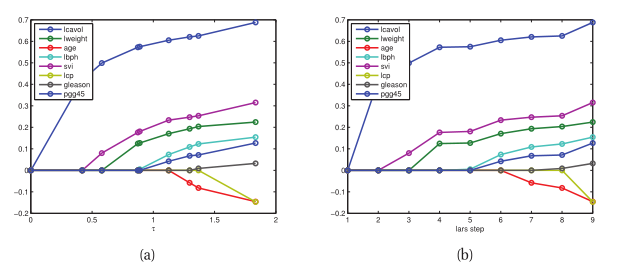 0.7
0.6
0.5
0.4
0.3
0.2
0.1
0
−0.1
−0.2
lcavol
lweight
age
lbph
svi
lcp
gleason
pgg45
0 0.5 1 1.5 2
τ
(a)
0.7
0.6
0.5
0.4
0.3
0.2
0.1
0
−0.1
−0.2
lcavol
lweight
age
lbph
svi
lcp
gleason
pgg45
1 2 3 4 5 6 7 8 9
lars step
(b)